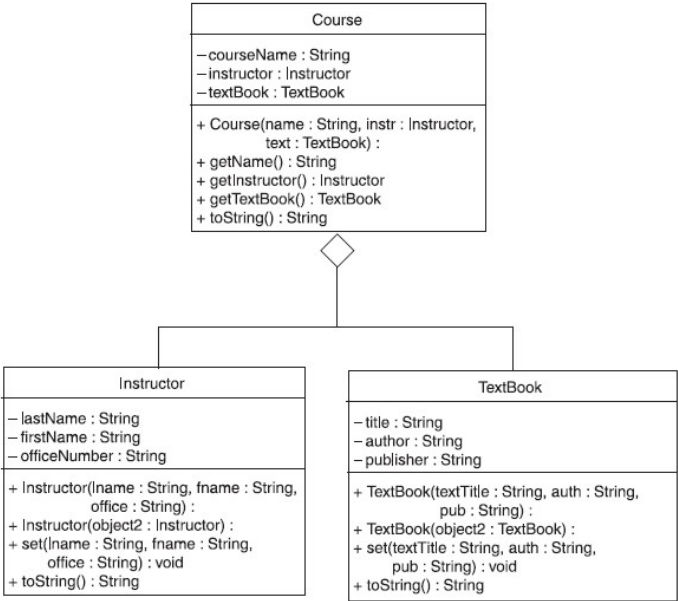 Course
– courseName : String
– instructor : Instructor
– textBook : TextBook
+ Course(name : String, instr : Instructor,
text : TextBook) :
+ getName() : String
+ getInstructor() : Instructor
+ getTextBook() : TextBook
+ toString() : String
Instructor
– lastName : String
– firstName : String
– officeNumber : String
+ Instructor(lname : String, fname : String,
office : String) :
+ Instructor(object2 : Instructor) :
+ set(lname : String, fname : String,
office : String) : void
+ toString() : String
TextBook
– title : String
– author : String
– publisher : String
+ TextBook(textTitle : String, auth : String,
pub : String) :
+ TextBook(object2 : TextBook) :
+ set(textTitle : String, auth : String,
pub : String) : void
+ toString() : String